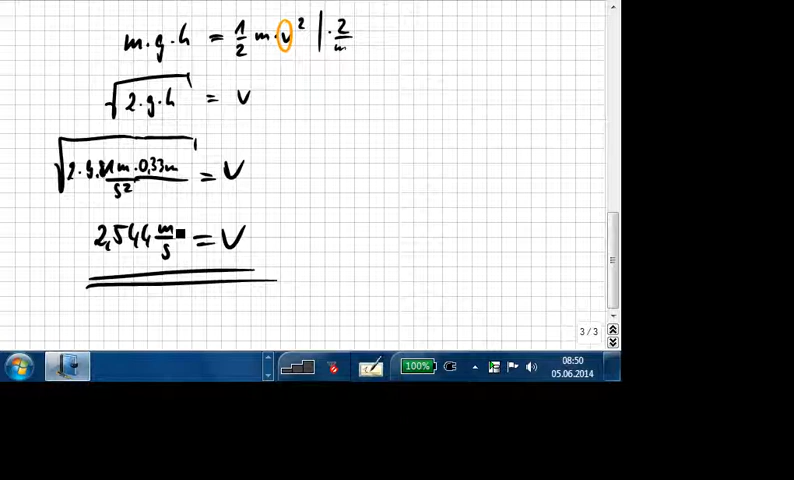 m·g·h = 1/2 m·v² | · 2/m
√(2·g·h) = v
√(2·9,81m/s²·0,33m) = v
2,544 m/s = v
3 / 3
100%
08:50
05.06.2014